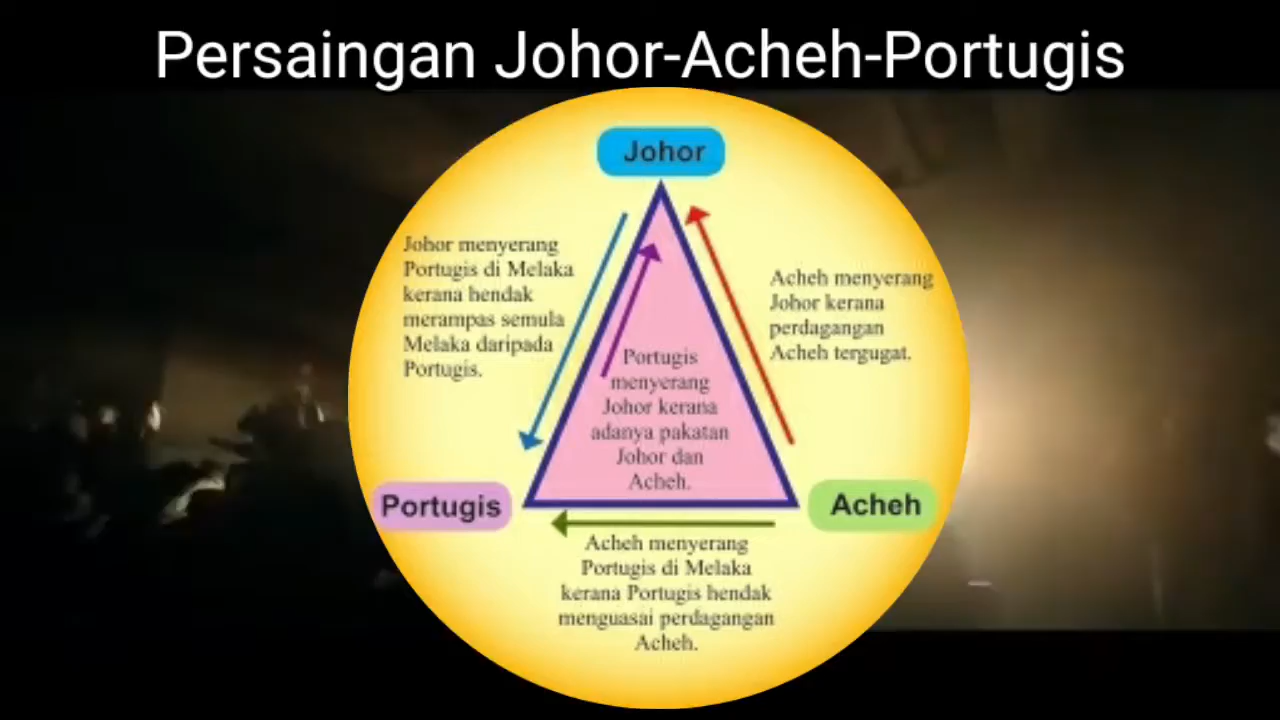 Persaingan Johor-Acheh-Portugis
Johor
Johor menyerang
Portugis di Melaka
kerana hendak
merampas semula
Melaka daripada
Portugis.
Acheh menyerang
Johor kerana
perdagangan
Acheh tergugat.
Portugis
menyerang
Johor kerana
adanya pakatan
Johor dan
Acheh.
Portugis
Acheh
Acheh menyerang
Portugis di Melaka
kerana Portugis hendak
menguasai perdagangan
Acheh.